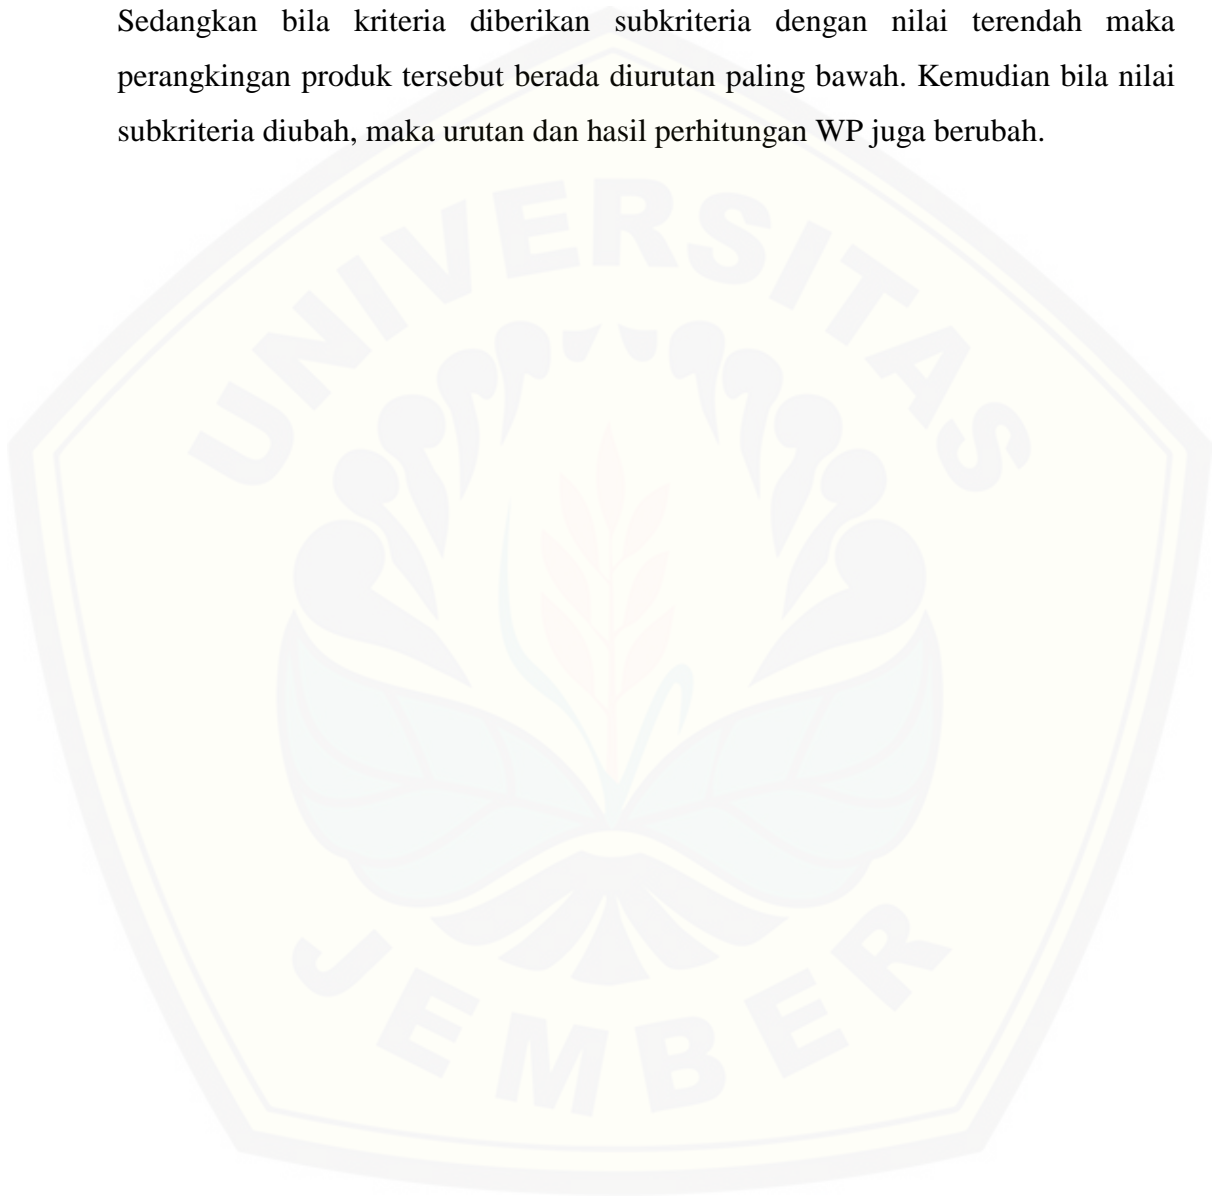 Sedangkan bila kriteria diberikan subkriteria dengan nilai terendah maka
perangkingan produk tersebut berada diurutan paling bawah. Kemudian bila nilai
subkriteria diubah, maka urutan dan hasil perhitungan WP juga berubah.
UNIVERSITAS
JEMBER